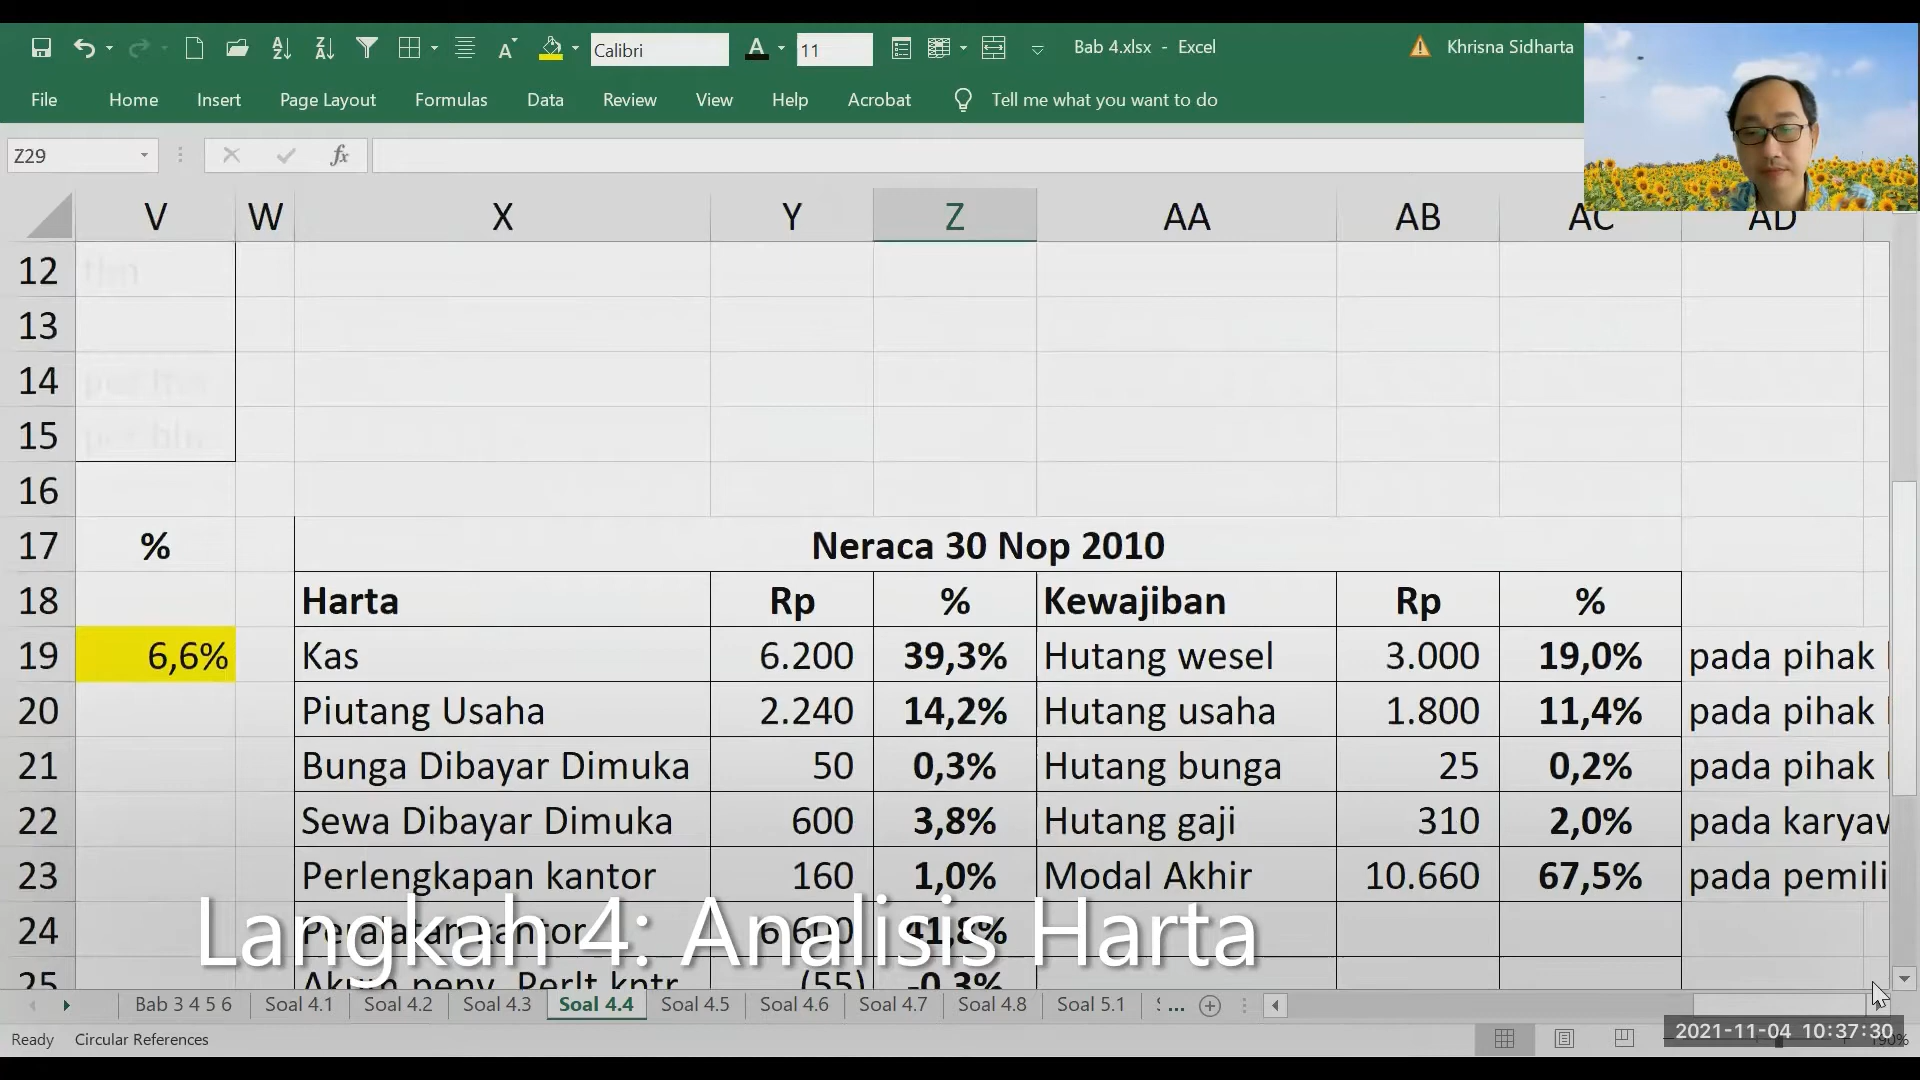 Calibri 11 Bab 4.xlsx - Excel Khrisna Sidharta
File Home Insert Page Layout Formulas Data Review View Help Acrobat Tell me what you want to do
Z29 fx
V W X Y Z AA AB AC AD
12
13
14
15
16
17 % Neraca 30 Nop 2010
18 Harta Rp % Kewajiban Rp %
19 6,6% Kas 6.200 39,3% Hutang wesel 3.000 19,0% pada pihak
20 Piutang Usaha 2.240 14,2% Hutang usaha 1.800 11,4% pada pihak
21 Bunga Dibayar Dimuka 50 0,3% Hutang bunga 25 0,2% pada pihak
22 Sewa Dibayar Dimuka 600 3,8% Hutang gaji 310 2,0% pada karyaw
23 Perlengkapan kantor 160 1,0% Modal Akhir 10.660 67,5% pada pemili
24 Peralatan kantor 6.600 41,8%
Langkah 4: Analisis Harta
25 Akum peny. Perlt kntr (55) -0,3%
Bab 3 4 5 6 Soal 4.1 Soal 4.2 Soal 4.3 Soal 4.4 Soal 4.5 Soal 4.6 Soal 4.7 Soal 4.8 Soal 5.1 ...
Ready Circular References 2021-11-04 10:37:30 190%